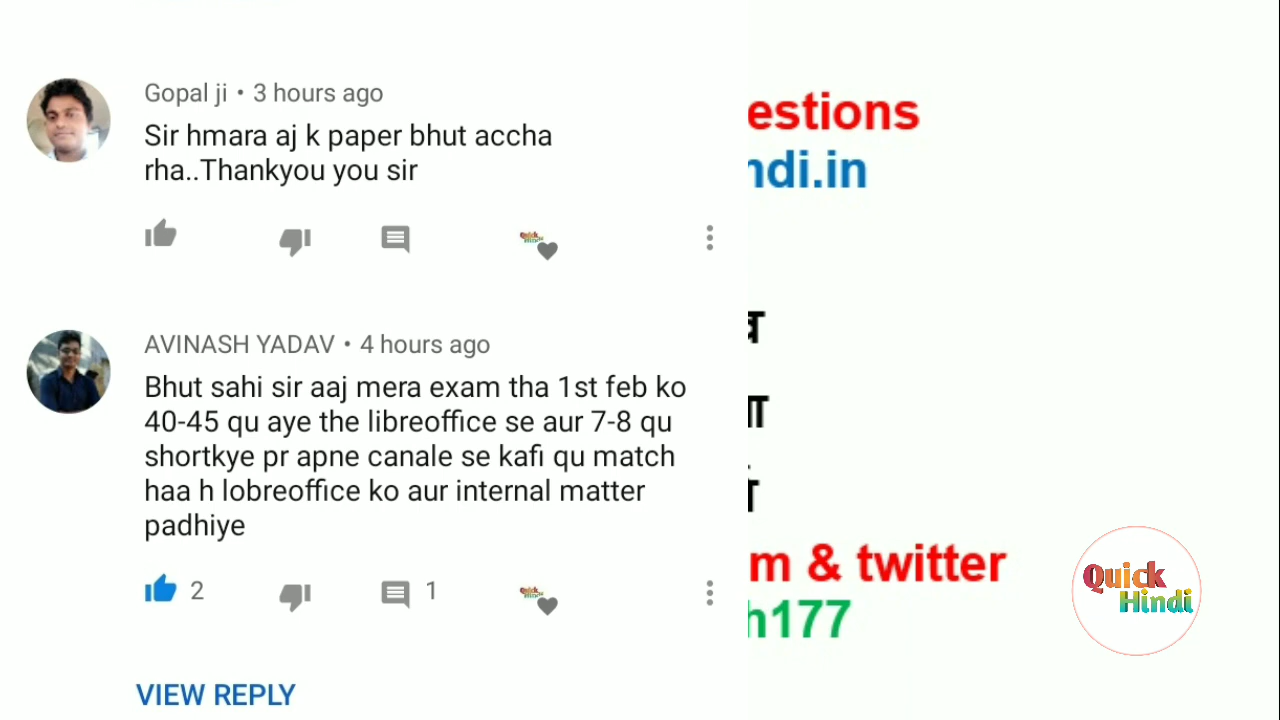 Gopal ji • 3 hours ago
Sir hmara aj k paper bhut accha
rha..Thankyou you sir
AVINASH YADAV • 4 hours ago
Bhut sahi sir aaj mera exam tha 1st feb ko
40-45 qu aye the libreoffice se aur 7-8 qu
shortkye pr apne canale se kafi qu match
haa h lobreoffice ko aur internal matter
padhiye
2
1
VIEW REPLY
estions
ndi.in
m & twitter
h177
Quick
Hindi